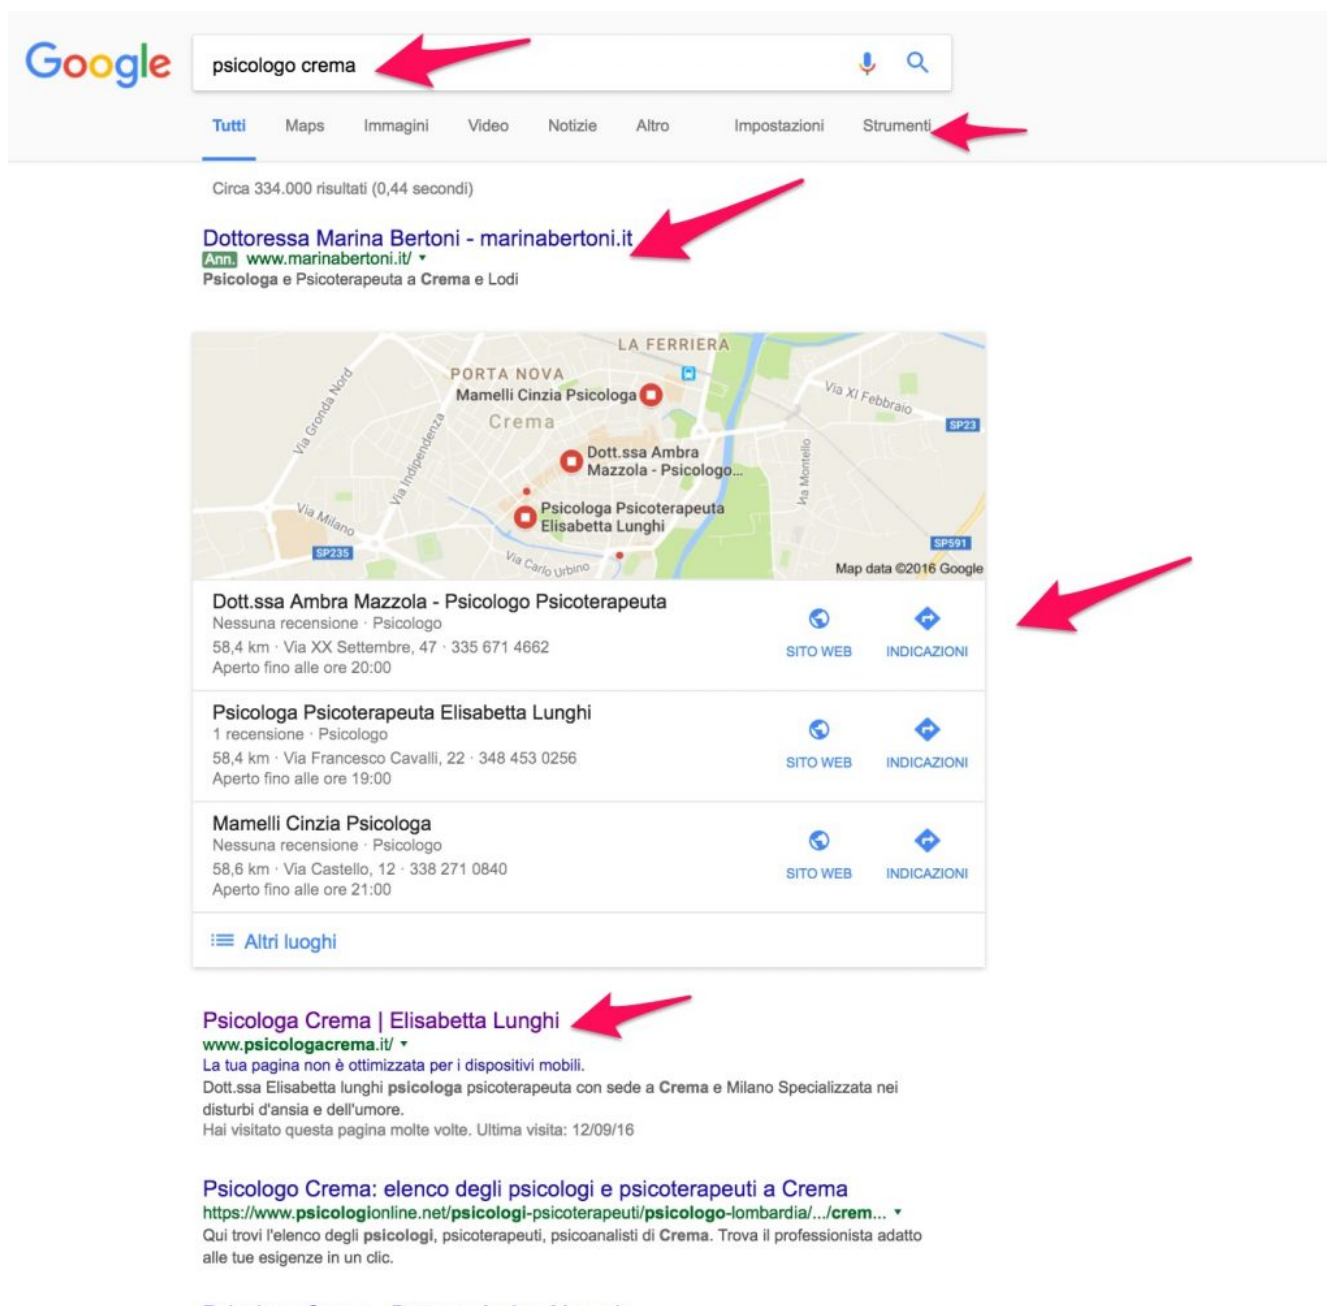 Google
psicologo crema
Tutti Maps Immagini Video Notizie Altro Impostazioni Strumenti
Circa 334.000 risultati (0,44 secondi)
Dottoressa Marina Bertoni - marinabertoni.it
Ann. www.marinabertoni.it/
Psicologa e Psicoterapeuta a Crema e Lodi
LA FERRIERA
PORTA NOVA
Mamelli Cinzia Psicologa
Crema
Via Gronda Nord
Via Indipendenza
Via XI Febbraio
SP23
Dott.ssa Ambra
Mazzola - Psicologo...
Via Montello
Psicologa Psicoterapeuta
Elisabetta Lunghi
Via Milano
SP235
Via Carlo Urbino
SP591
Map data ©2016 Google
Dott.ssa Ambra Mazzola - Psicologo Psicoterapeuta
Nessuna recensione · Psicologo
58,4 km · Via XX Settembre, 47 · 335 671 4662
Aperto fino alle ore 20:00
SITO WEB INDICAZIONI
Psicologa Psicoterapeuta Elisabetta Lunghi
1 recensione · Psicologo
58,4 km · Via Francesco Cavalli, 22 · 348 453 0256
Aperto fino alle ore 19:00
SITO WEB INDICAZIONI
Mamelli Cinzia Psicologa
Nessuna recensione · Psicologo
58,6 km · Via Castello, 12 · 338 271 0840
Aperto fino alle ore 21:00
SITO WEB INDICAZIONI
Altri luoghi
Psicologa Crema | Elisabetta Lunghi
www.psicologacrema.it/
La tua pagina non è ottimizzata per i dispositivi mobili.
Dott.ssa Elisabetta lunghi psicologa psicoterapeuta con sede a Crema e Milano Specializzata nei
disturbi d'ansia e dell'umore.
Hai visitato questa pagina molte volte. Ultima visita: 12/09/16
Psicologo Crema: elenco degli psicologi e psicoterapeuti a Crema
https://www.psicologionline.net/psicologi-psicoterapeuti/psicologo-lombardia/.../crem...
Qui trovi l'elenco degli psicologi, psicoterapeuti, psicoanalisti di Crema. Trova il professionista adatto
alle tue esigenze in un clic.